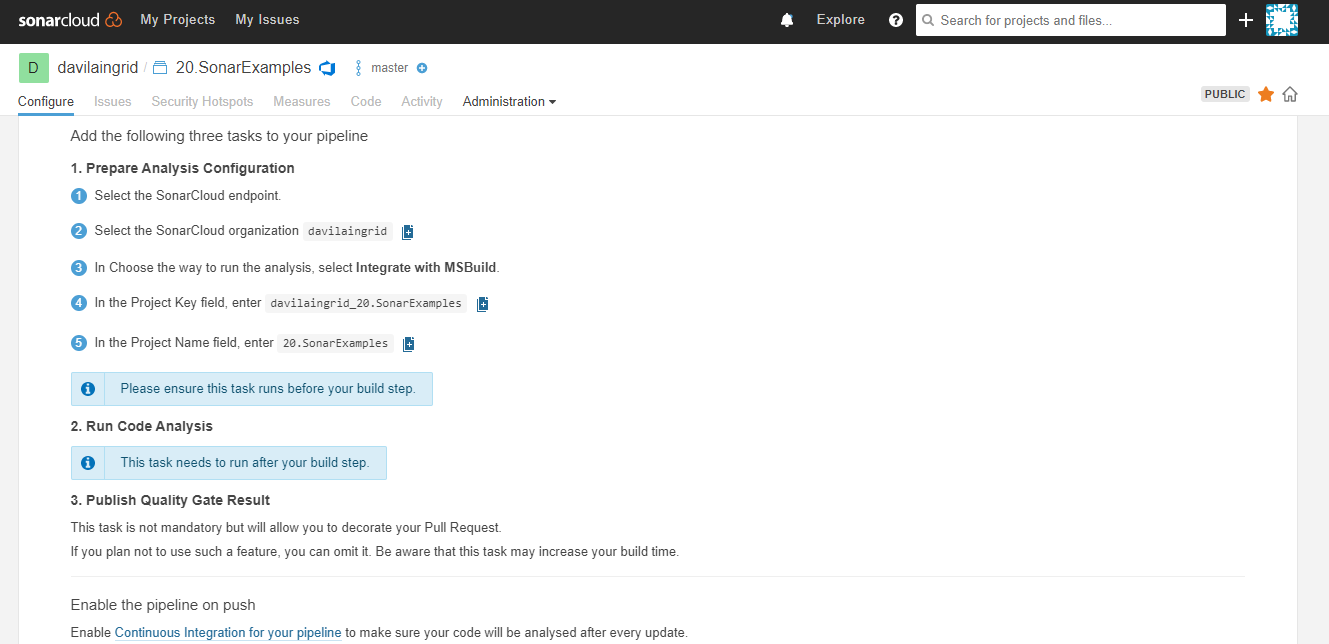 sonarcloud My Projects My Issues Explore Search for projects and files...
D davilaingrid / 20.SonarExamples master
Configure Issues Security Hotspots Measures Code Activity Administration
PUBLIC
Add the following three tasks to your pipeline
1. Prepare Analysis Configuration
1 Select the SonarCloud endpoint.
2 Select the SonarCloud organization davilaingrid
3 In Choose the way to run the analysis, select Integrate with MSBuild.
4 In the Project Key field, enter davilaingrid_20.SonarExamples
5 In the Project Name field, enter 20.SonarExamples
Please ensure this task runs before your build step.
2. Run Code Analysis
This task needs to run after your build step.
3. Publish Quality Gate Result
This task is not mandatory but will allow you to decorate your Pull Request.
If you plan not to use such a feature, you can omit it. Be aware that this task may increase your build time.
Enable the pipeline on push
Enable Continuous Integration for your pipeline to make sure your code will be analysed after every update.